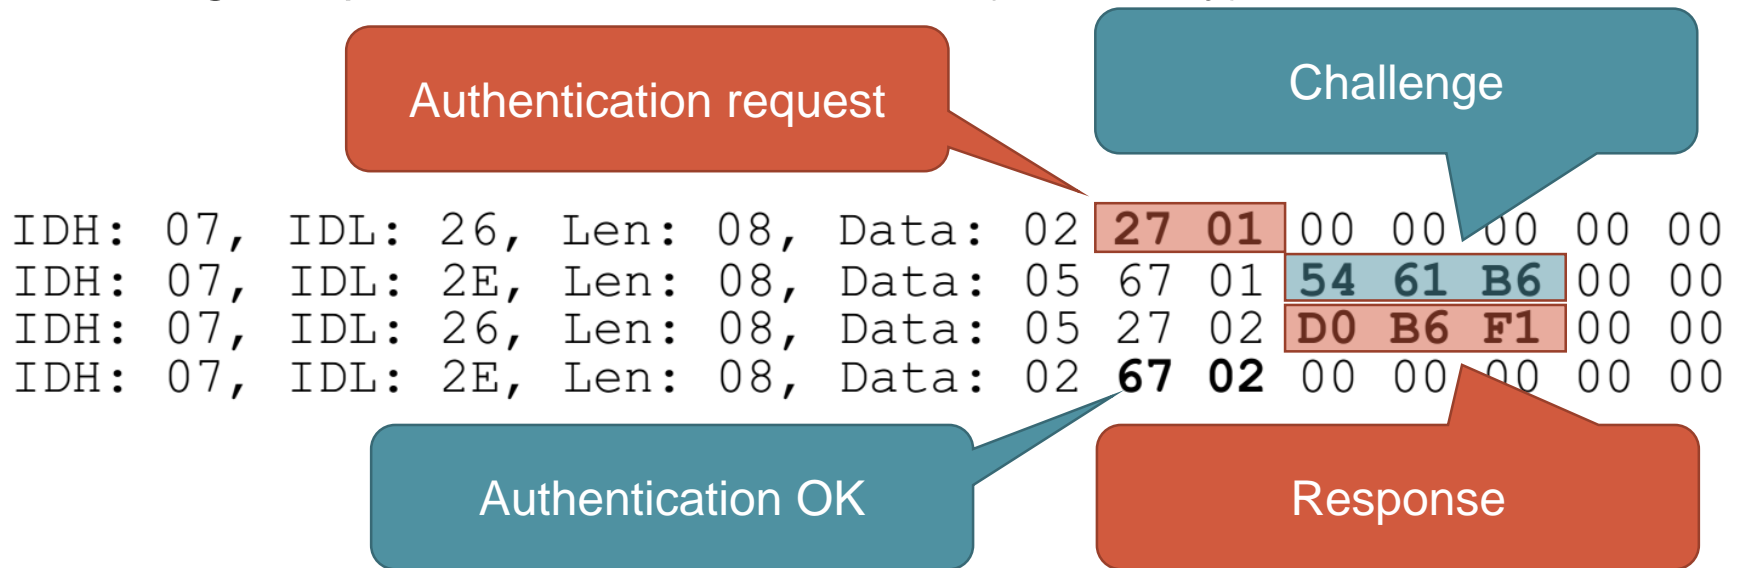 Authentication request
Challenge
IDH: 07, IDL: 26, Len: 08, Data: 02 27 01 00 00 00 00 00
IDH: 07, IDL: 2E, Len: 08, Data: 05 67 01 54 61 B6 00 00
IDH: 07, IDL: 26, Len: 08, Data: 05 27 02 D0 B6 F1 00 00
IDH: 07, IDL: 2E, Len: 08, Data: 02 67 02 00 00 00 00 00
Authentication OK
Response